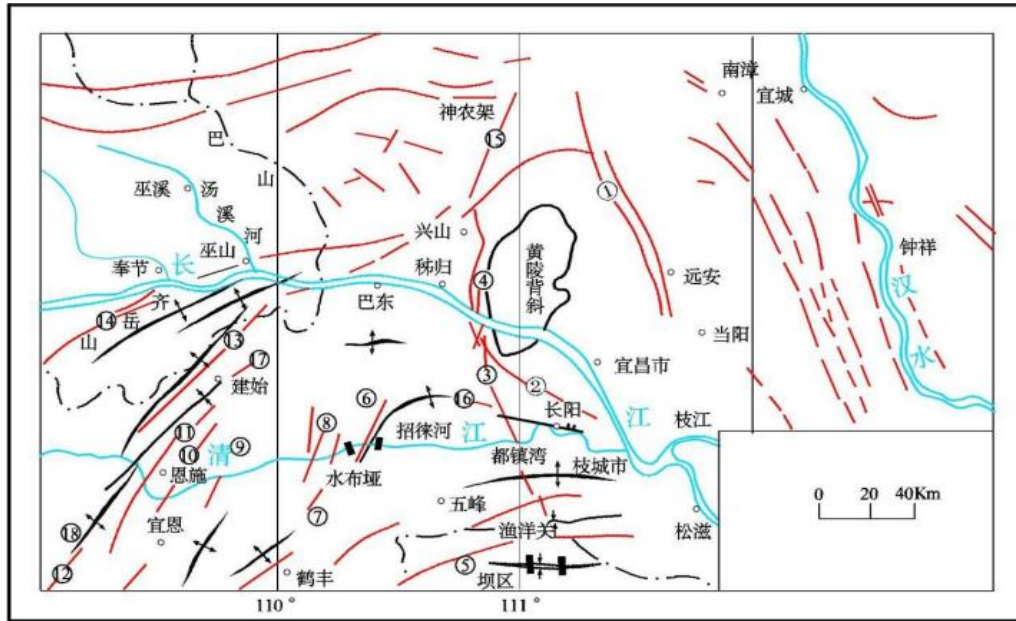 南漳
宜城
神农架
⑮
巴
山
巫溪
汤
溪
河
①
兴山
黄陵背斜
钟祥
巫山
奉节
长
秭归
④
远安
汉
水
齐
岳
山
⑭
巴东
当阳
⑬
⑰
建始
③
②
宜昌市
⑥
⑯
长阳
江
枝江
⑧
招徕河
江
⑪
⑩
⑨
清
恩施
水布垭
都镇湾
枝城市
0 20 40Km
五峰
⑦
⑱
宜恩
渔洋关
松滋
⑫
鹤丰
⑤
坝区
110 °
111 °